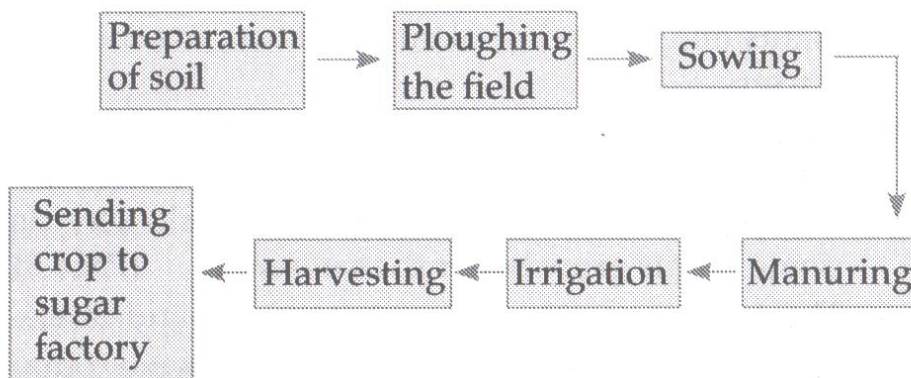 Preparation
of soil
Ploughing
the field
Sowing
Manuring
Irrigation
Harvesting
Sending
crop to
sugar
factory